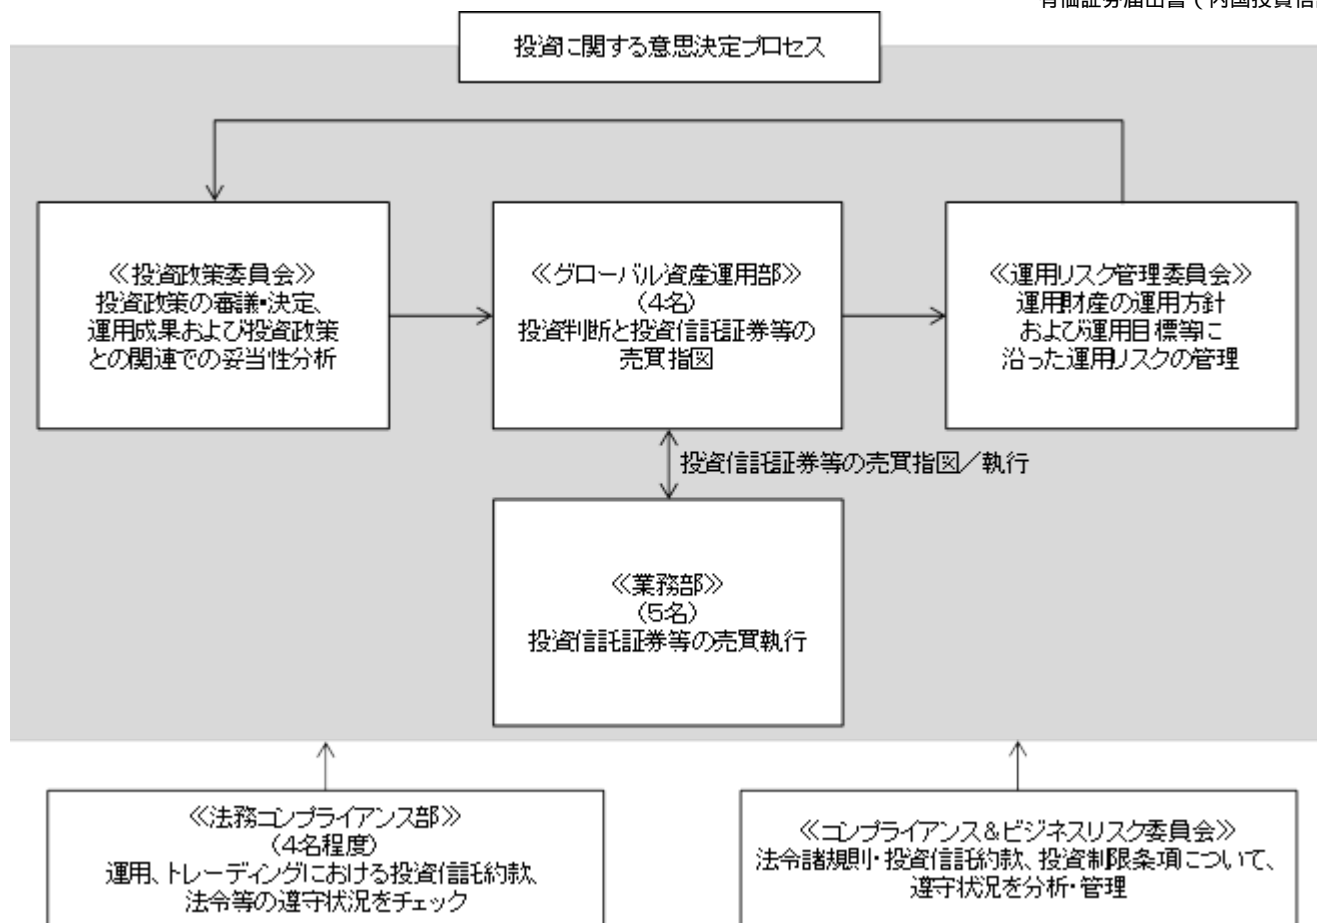 有価証券届出書（内国投資信
投資に関する意思決定プロセス
≪投資政策委員会≫
投資政策の審議・決定、
運用成果および投資政策
との関連での妥当性分析
≪グローバル資産運用部≫
(4名)
投資判断と投資信託証券等の
売買指図
≪運用リスク管理委員会≫
運用財産の運用方針
および運用目標等に
沿った運用リスクの管理
投資信託証券等の売買指図／執行
≪業務部≫
(5名)
投資信託証券等の売買執行
≪法務コンプライアンス部≫
(4名程度)
運用、トレーディングにおける投資信託約款、
法令等の遵守状況をチェック
≪コンプライアンス＆ビジネスリスク委員会≫
法令諸規則・投資信託約款、投資制限条項について、
遵守状況を分析・管理